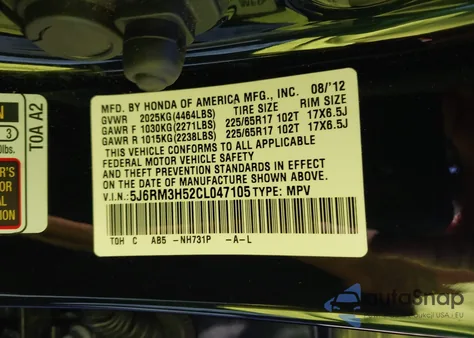 MFD. BY HONDA OF AMERICA MFG., INC. 08/'12
GVWR 2025KG(4464LBS) TIRE SIZE RIM SIZE
GAWR F 1030KG(2271LBS) 225/65R17 102T 17X6.5J
GAWR R 1015KG(2238LBS) 225/65R17 102T 17X6.5J
THIS VEHICLE CONFORMS TO ALL APPLICABLE
FEDERAL MOTOR VEHICLE SAFETY
AND THEFT PREVENTION STANDARDS IN EFFECT
ON THE DATE OF MANUFACTURE SHOWN ABOVE.
V.I.N.: 5J6RM3H52CL047105 TYPE: MPV
TOH C AB5 -NH731P -A-L
TOA A2
3
autoSnap